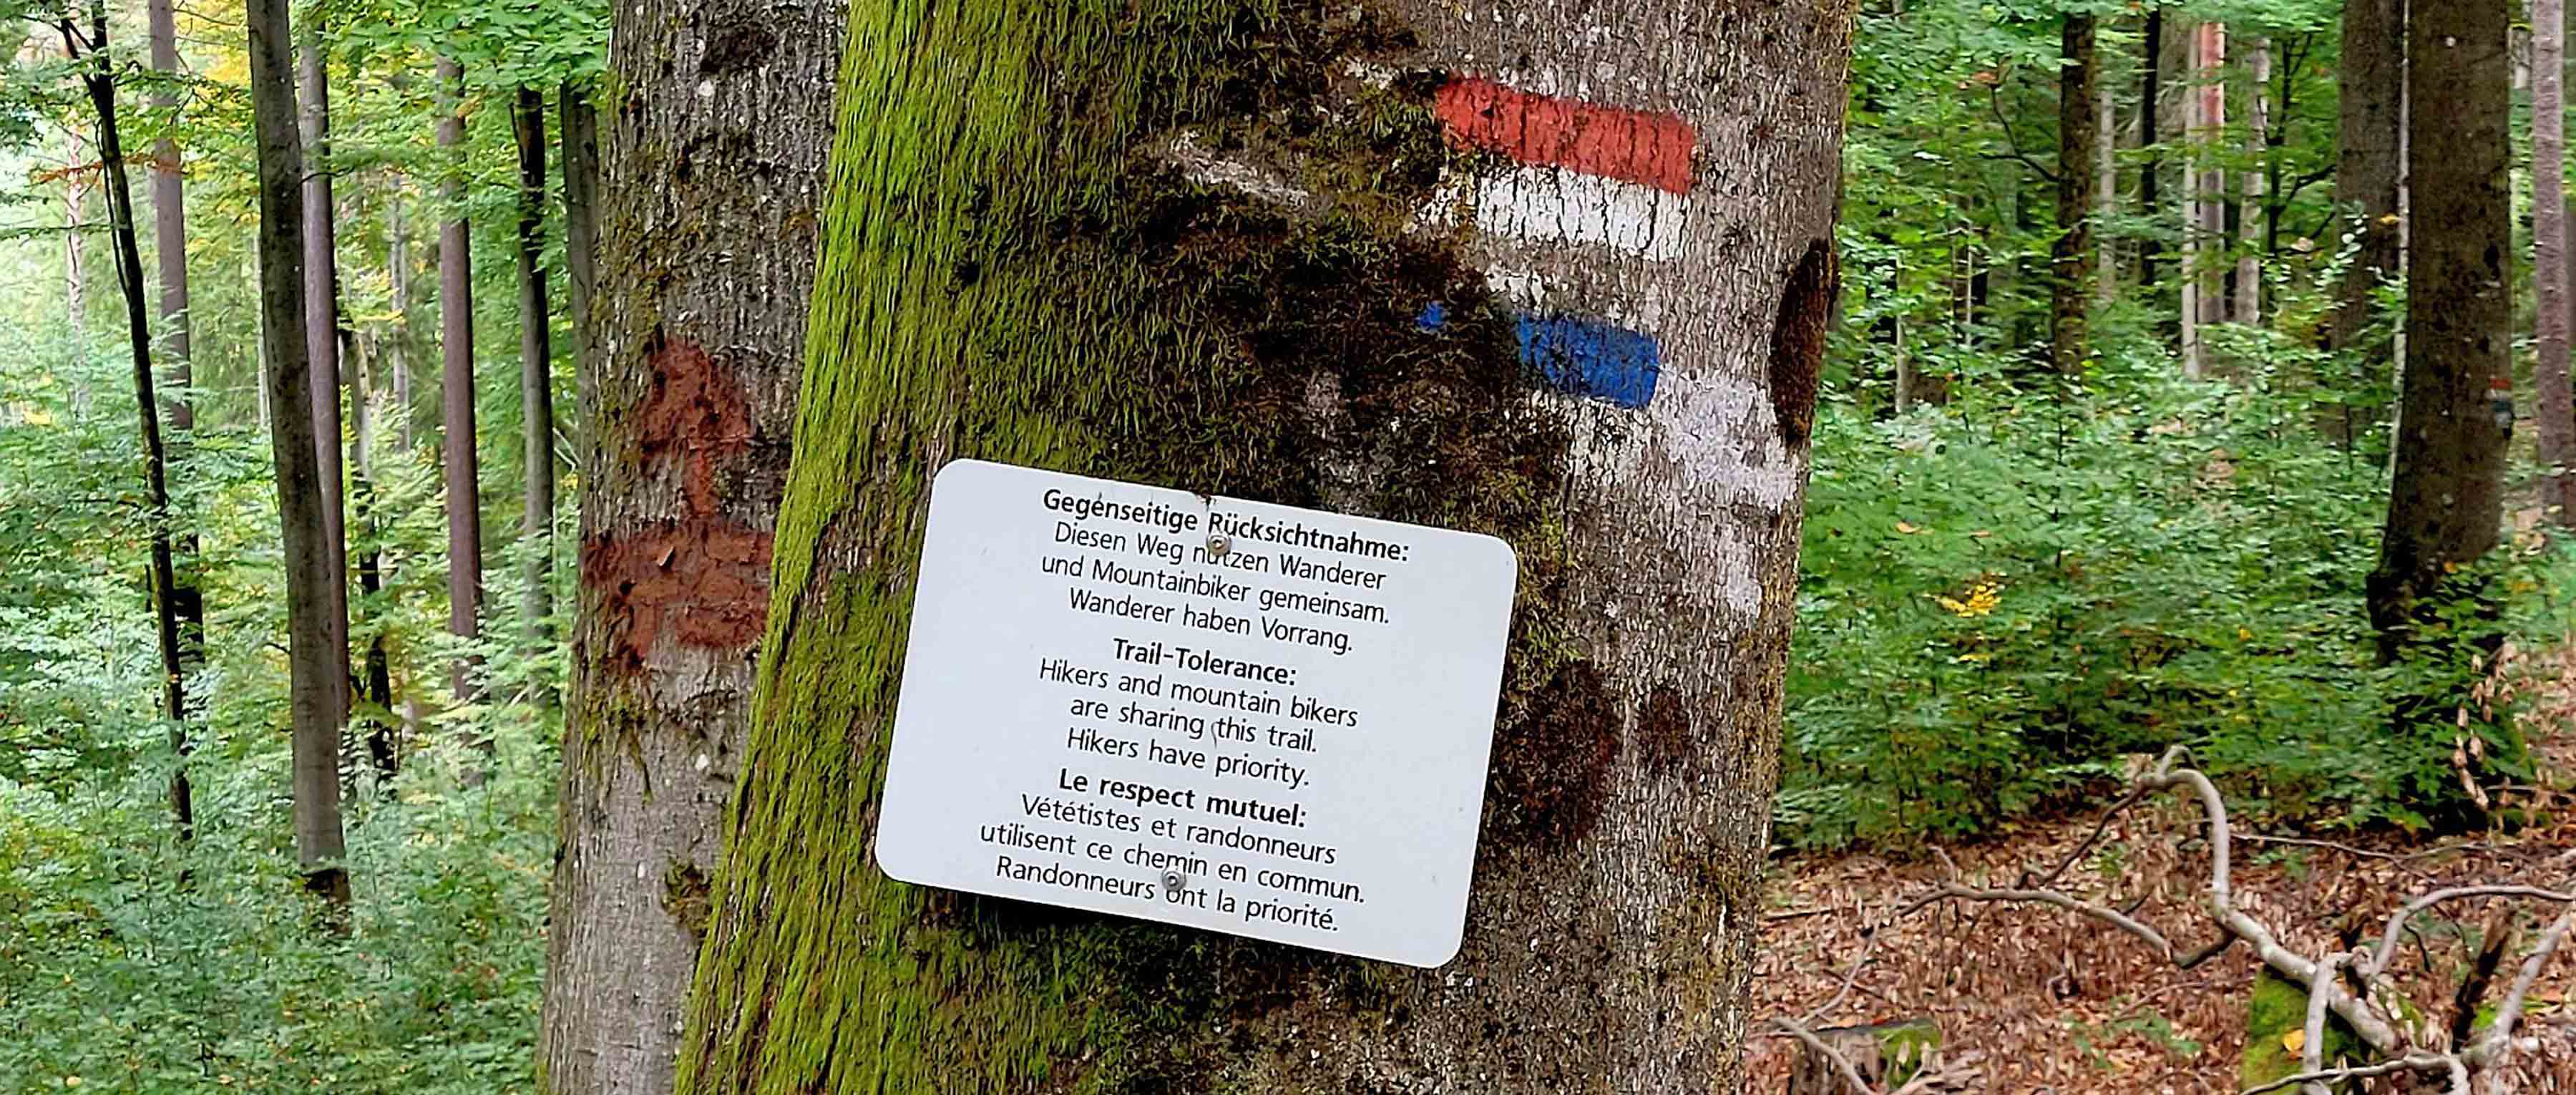 Gegenseitige Rücksichtnahme:
Diesen Weg nutzen Wanderer
und Mountainbiker gemeinsam.
Wanderer haben Vorrang.
Trail-Tolerance:
Hikers and mountain bikers
are sharing this trail.
Hikers have priority.
Le respect mutuel:
Vététistes et randonneurs
utilisent ce chemin en commun.
Randonneurs ont la priorité.